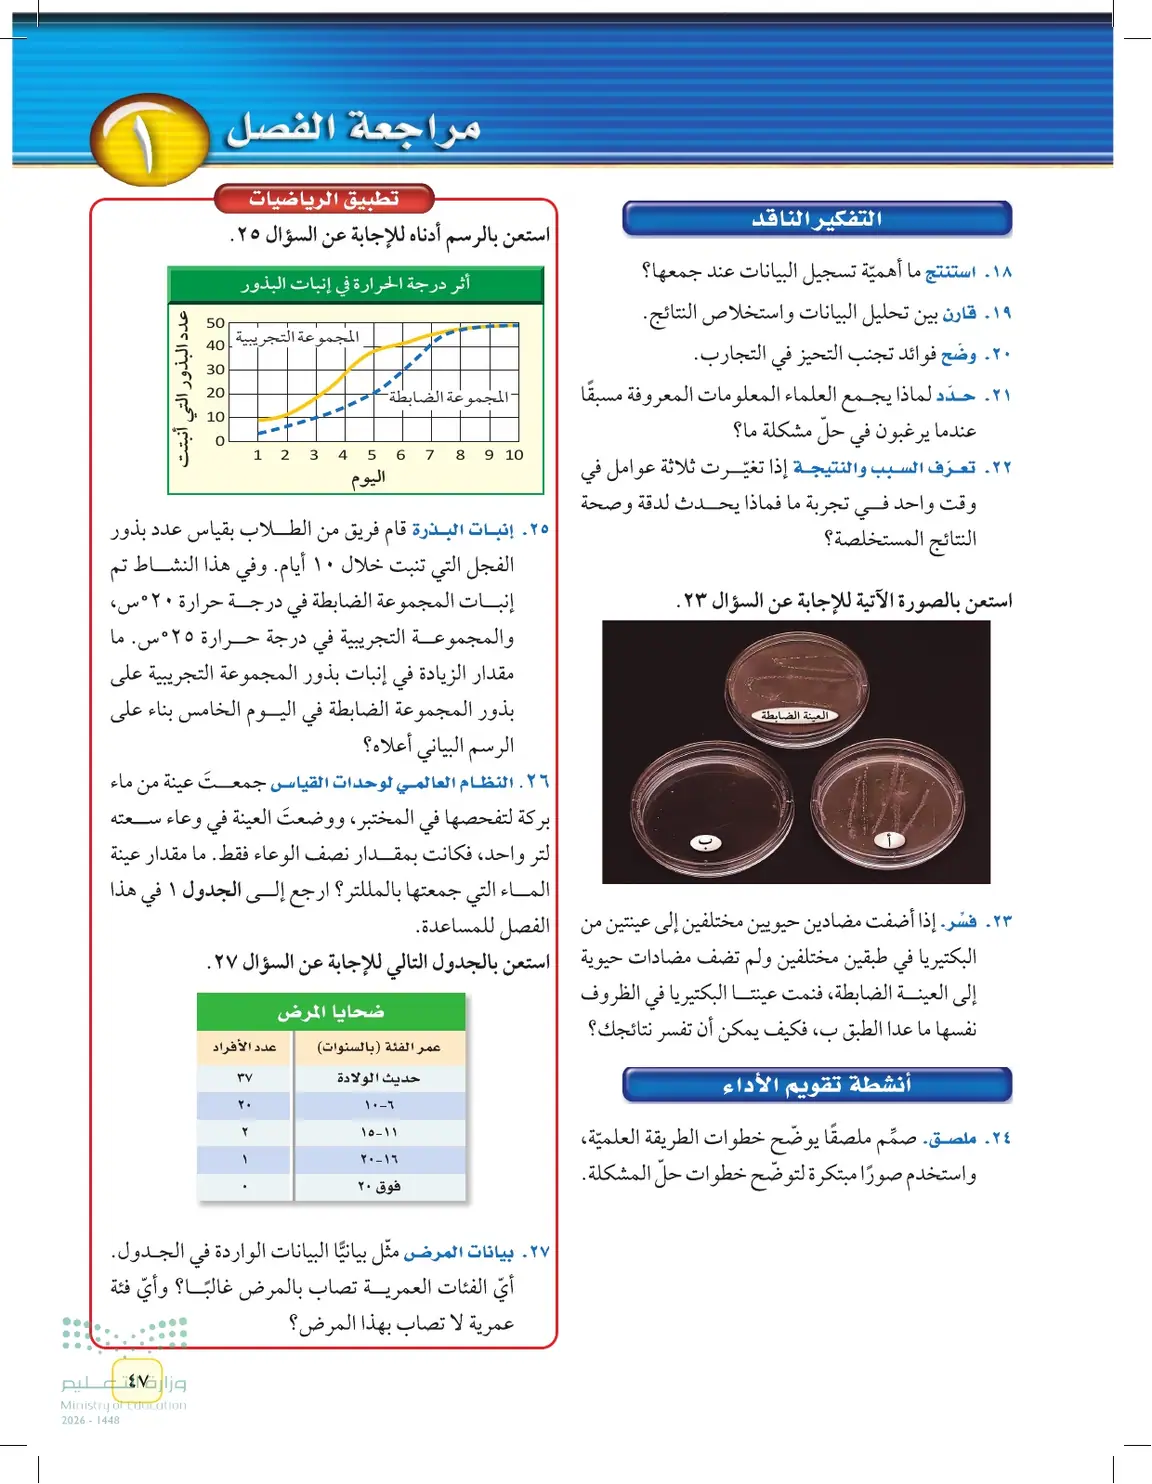 مراجعة الفصل
١
التفكير الناقد
١٨. استنتج ما أهميّة تسجيل البيانات عند جمعها؟
١٩. قارن بين تحليل البيانات واستخلاص النتائج.
٢٠. وضّح فوائد تجنب التحيز في التجارب.
٢١. حدّد لماذا يجمع العلماء المعلومات المعروفة مسبقًا
عندما يرغبون في حلّ مشكلة ما؟
٢٢. تعرّف السبب والنتيجة إذا تغيّرت ثلاثة عوامل في
وقت واحد في تجربة ما فماذا يحدث لدقة وصحة
النتائج المستخلصة؟
استعن بالصورة الآتية للإجابة عن السؤال ٢٣.
العينة الضابطة
أ
ب
٢٣. فسّر. إذا أضفت مضادين حيويين مختلفين إلى عينتين من
البكتيريا في طبقين مختلفين ولم تضف مضادات حيوية
إلى العينة الضابطة، فنمت عينتا البكتيريا في الظروف
نفسها ما عدا الطبق ب، فكيف يمكن أن تفسر نتائجك؟
أنشطة تقويم الأداء
٢٤. ملصق. صمِّم ملصقًا يوضّح خطوات الطريقة العلميّة،
واستخدم صورًا مبتكرة لتوضّح خطوات حلّ المشكلة.
تطبيق الرياضيات
استعن بالرسم أدناه للإجابة عن السؤال ٢٥.
أثر درجة الحرارة في إنبات البذور
عدد البذور التي أنبتت
50
40
30
20
10
0
المجموعة التجريبية
المجموعة الضابطة
1 2 3 4 5 6 7 8 9 10
اليوم
٢٥. إنبات البذرة قام فريق من الطلاب بقياس عدد بذور
الفجل التي تنبت خلال ١٠ أيام. وفي هذا النشاط تم
إنبات المجموعة الضابطة في درجة حرارة ٢٠°س،
والمجموعة التجريبية في درجة حرارة ٢٥°س. ما
مقدار الزيادة في إنبات بذور المجموعة التجريبية على
بذور المجموعة الضابطة في اليوم الخامس بناء على
الرسم البياني أعلاه؟
٢٦. النظام العالمي لوحدات القياس جمعتَ عينة من ماء
بركة لتفحصها في المختبر، ووضعتَ العينة في وعاء سعته
لتر واحد، فكانت بمقدار نصف الوعاء فقط. ما مقدار عينة
الماء التي جمعتها بالمللتر؟ ارجع إلى الجدول ١ في هذا
الفصل للمساعدة.
استعن بالجدول التالي للإجابة عن السؤال ٢٧.
ضحايا المرض
عمر الفئة (بالسنوات) عدد الأفراد
حديث الولادة ٣٧
٦-١٠ ٢٠
١١-١٥ ٢
١٦-٢٠ ١
فوق ٢٠ ٠
٢٧. بيانات المرض مثّل بيانيًّا البيانات الواردة في الجدول.
أيّ الفئات العمرية تصاب بالمرض غالبًا؟ وأيّ فئة
عمرية لا تصاب بهذا المرض؟
وزارة التعليم
Ministry of Education
2026 - 1448
٤٧